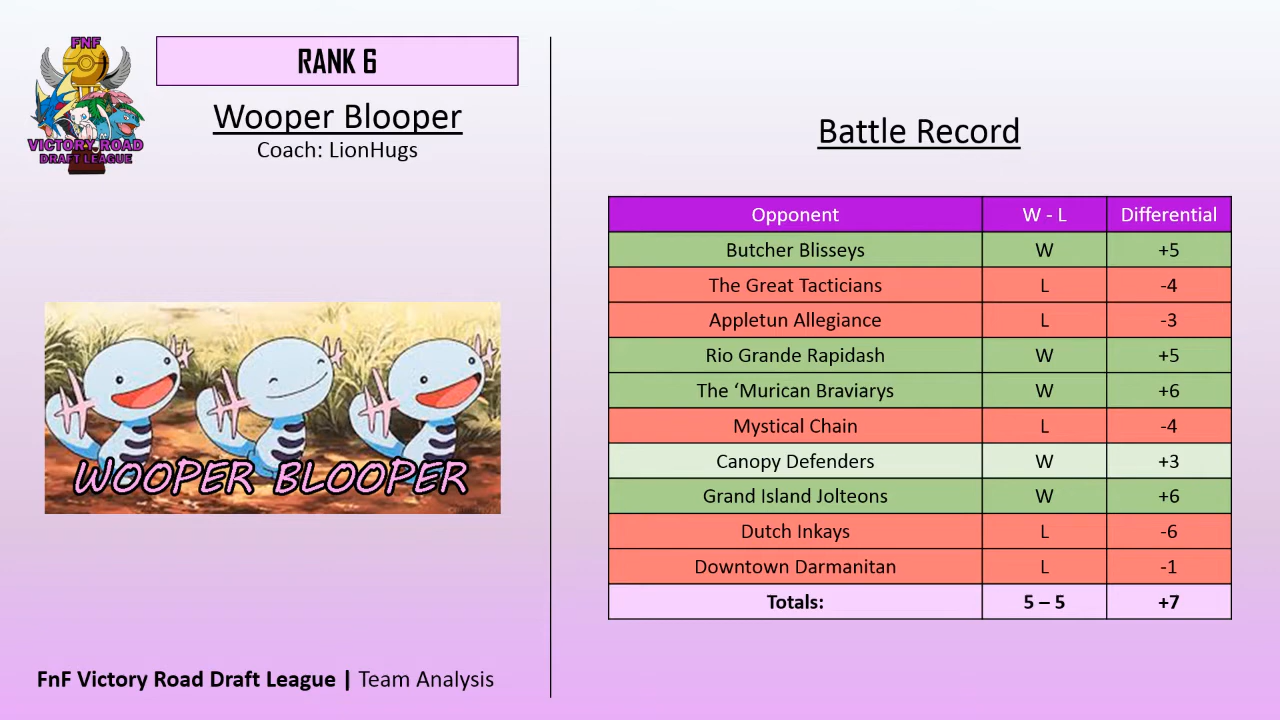 FNF
VICTORY ROAD
DRAFT LEAGUE
RANK 6
Wooper Blooper
Coach: LionHugs
WOOPER BLOOPER
FnF Victory Road Draft League | Team Analysis
Battle Record
Opponent W - L Differential
Butcher Blisseys W +5
The Great Tacticians L -4
Appletun Allegiance L -3
Rio Grande Rapidash W +5
The ‘Murican Braviarys W +6
Mystical Chain L -4
Canopy Defenders W +3
Grand Island Jolteons W +6
Dutch Inkays L -6
Downtown Darmanitan L -1
Totals: 5 – 5 +7